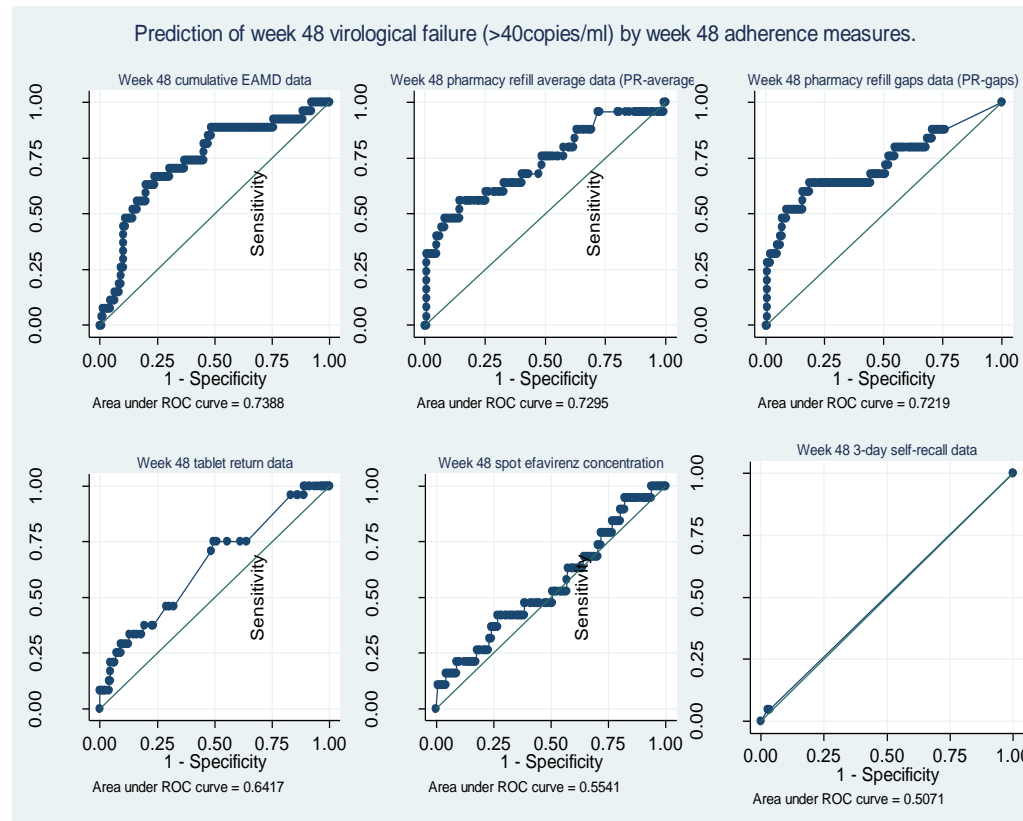 Prediction of week 48 virological failure (>40copies/ml) by week 48 adherence measures.
Week 48 cumulative EAMD data
1.00
0.75
0.50
0.25
0.00
0.00 0.25 0.50 0.75 1.00
1 - Specificity
Area under ROC curve = 0.7388
Week 48 pharmacy refill average data (PR-average
Sensitivity
1.00
0.75
0.50
0.25
0.00
0.00 0.25 0.50 0.75 1.00
1 - Specificity
Area under ROC curve = 0.7295
Week 48 pharmacy refill gaps data (PR-gaps)
Sensitivity
1.00
0.75
0.50
0.25
0.00
0.00 0.25 0.50 0.75 1.00
1 - Specificity
Area under ROC curve = 0.7219
Week 48 tablet return data
1.00
0.75
0.50
0.25
0.00
0.00 0.25 0.50 0.75 1.00
1 - Specificity
Area under ROC curve = 0.6417
Week 48 spot efavirenz concentration
Sensitivity
1.00
0.75
0.50
0.25
0.00
0.00 0.25 0.50 0.75 1.00
1 - Specificity
Area under ROC curve = 0.5541
Week 48 3-day self-recall data
Sensitivity
1.00
0.75
0.50
0.25
0.00
0.00 0.25 0.50 0.75 1.00
1 - Specificity
Area under ROC curve = 0.5071